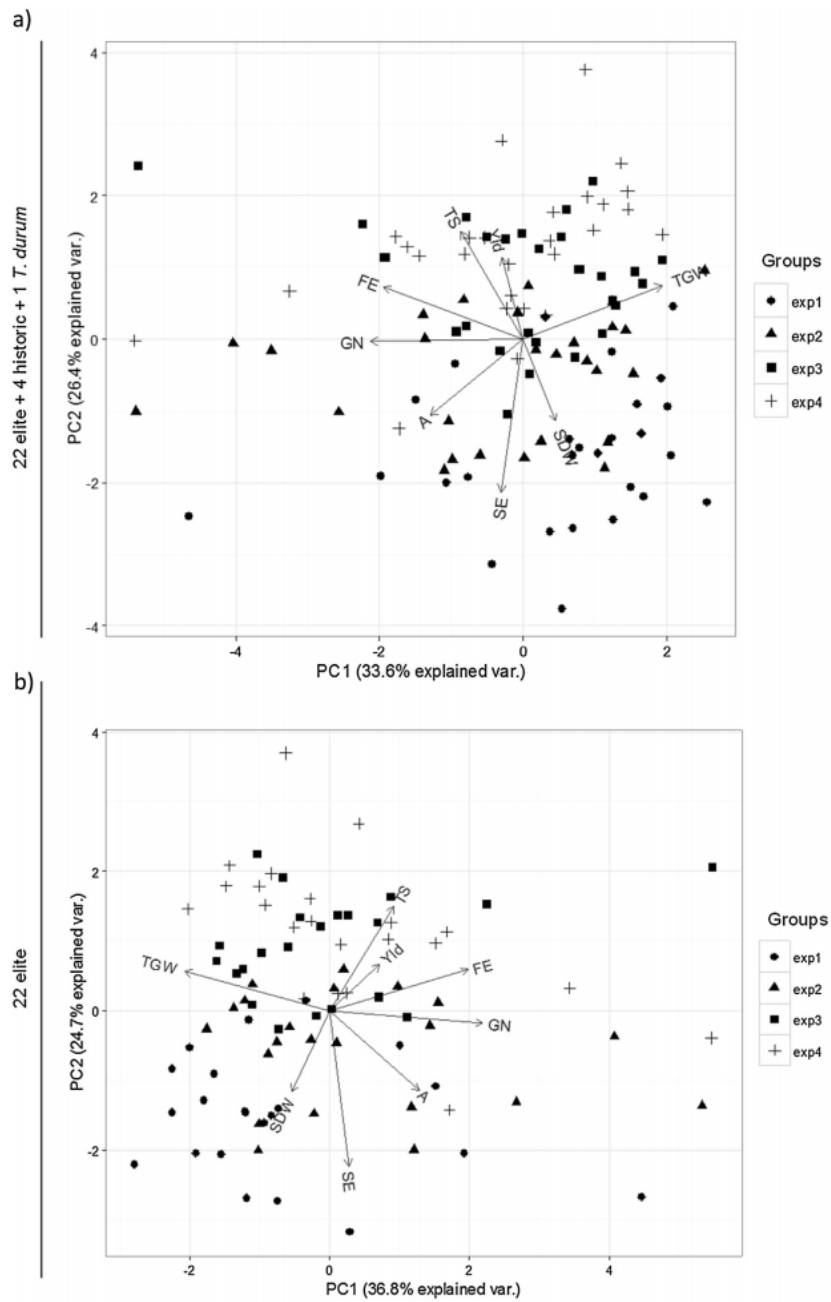 a)
22 elite + 4 historic + 1 T. durum
PC2 (26.4% explained var.)
4
2
0
-2
-4
TS
Yld
FE
TGW
GN
A
SDW
SE
-4
-2
0
2
PC1 (33.6% explained var.)
Groups
exp1
exp2
exp3
exp4
b)
22 elite
PC2 (24.7% explained var.)
4
2
0
-2
TS
Yld
TGW
FE
GN
A
SDW
SE
-2
0
2
4
PC1 (36.8% explained var.)
Groups
exp1
exp2
exp3
exp4